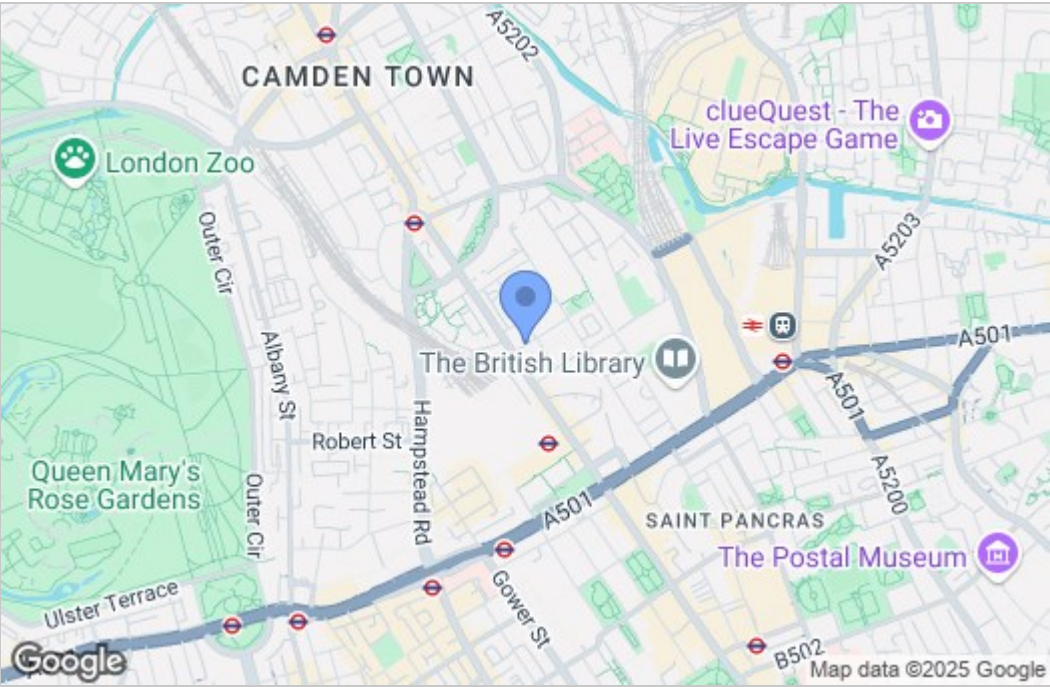 A5202
CAMDEN TOWN
clueQuest - The
Live Escape Game
London Zoo
Outer Cir
A5203
Albany St
The British Library
A501
A501
Hampstead Rd
Robert St
Queen Mary's
Rose Gardens
Outer Cir
A5200
A501
SAINT PANCRAS
The Postal Museum
Gower St
Ulster Terrace
B502
Google
Map data ©2025 Google